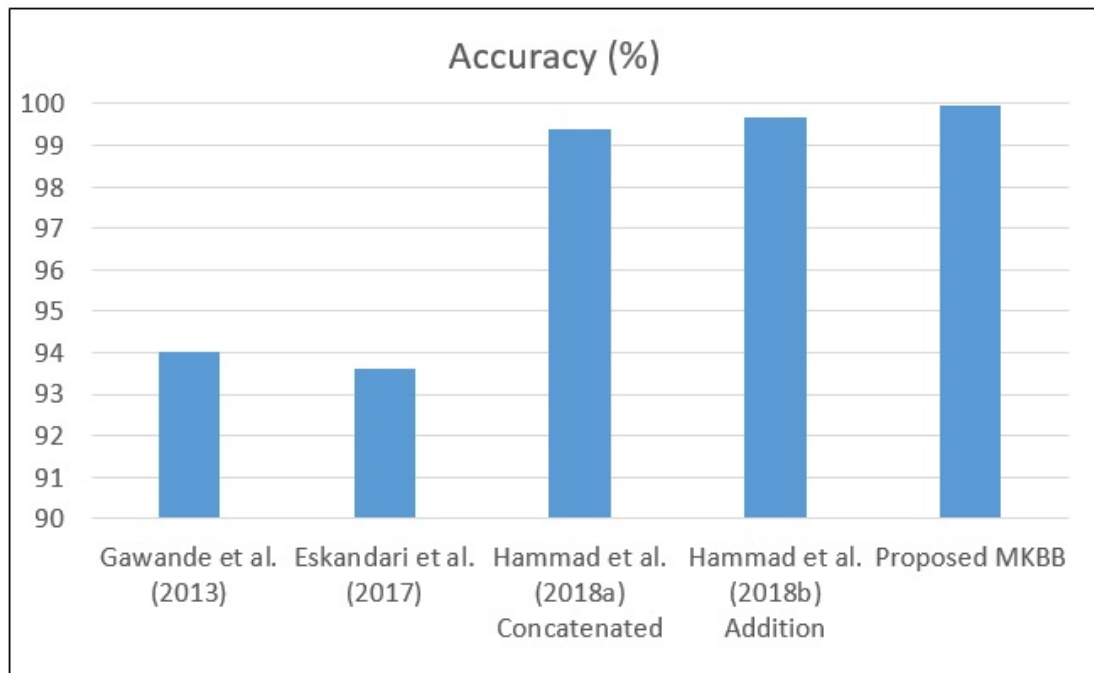 Accuracy (%)
100
99
98
97
96
95
94
93
92
91
90
Gawande et al. (2013)
Eskandari et al. (2017)
Hammad et al. (2018a) Concatenated
Hammad et al. (2018b) Addition
Proposed MKBB